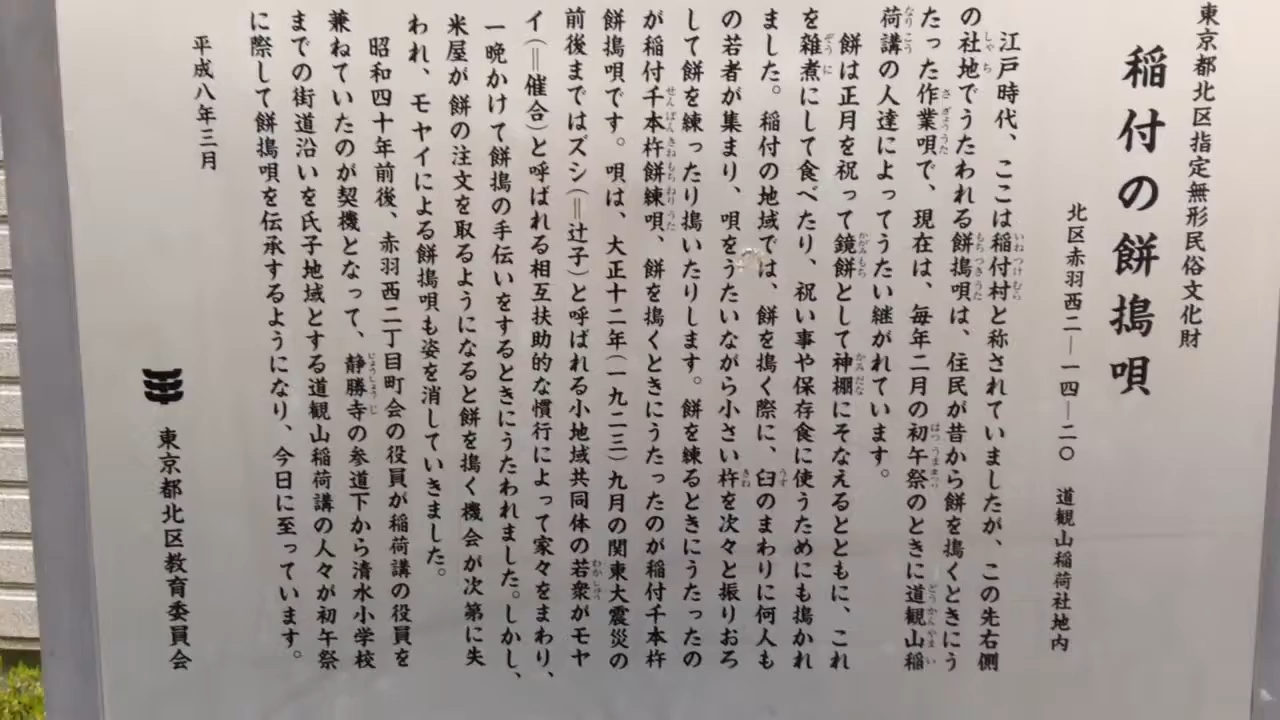 東京都北区指定無形民俗文化財
稲付の餅搗唄
北区赤羽西二―一四―二〇　道観山稲荷社地内
江戸時代、ここは稲付村と称されていましたが、この先右側
の社地でうたわれる餅搗唄は、住民が昔から餅を搗くときにう
たった作業唄で、現在は、毎年二月の初午祭のときに道観山稲
荷講の人達によってうたい継がれています。
餅は正月を祝って鏡餅として神棚にそなえるとともに、これ
を雑煮にして食べたり、祝い事や保存食に使うためにも搗かれ
ました。稲付の地域では、餅を搗く際に、臼のまわりに何人も
の若者が集まり、唄をうたいながら小さい杵を次々と振りおろ
して餅を練ったり搗いたりします。餅を練るときにうたったの
が稲付千本杵餅練唄、餅を搗くときにうたったのが稲付千本杵
餅搗唄です。唄は、大正十二年(一九二三)九月の関東大震災の
前後まではズシ(=辻子)と呼ばれる小地域共同体の若衆がモヤ
イ(=催合)と呼ばれる相互扶助的な慣行によって家々をまわり、
一晩かけて餅搗の手伝いをするときにうたわれました。しかし、
米屋が餅の注文を取るようになると餅を搗く機会が次第に失
われ、モヤイによる餅搗唄も姿を消していきました。
昭和四十年前後、赤羽西二丁目町会の役員が稲荷講の役員を
兼ねていたのが契機となって、静勝寺の参道下から清水小学校
までの街道沿いを氏子地域とする道観山稲荷講の人々が初午祭
に際して餅搗唄を伝承するようになり、今日に至っています。
平成八年三月
東京都北区教育委員会